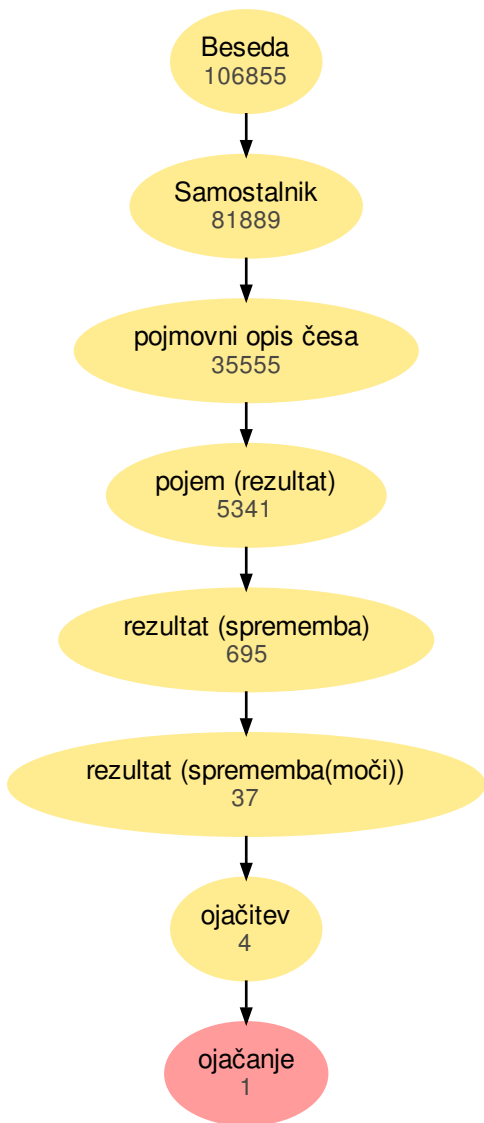 Beseda
106855
Samostalnik
81889
pojmovni opis česa
35555
pojem (rezultat)
5341
rezultat (sprememba)
695
rezultat (sprememba(moči))
37
ojačitev
4
ojačanje
1